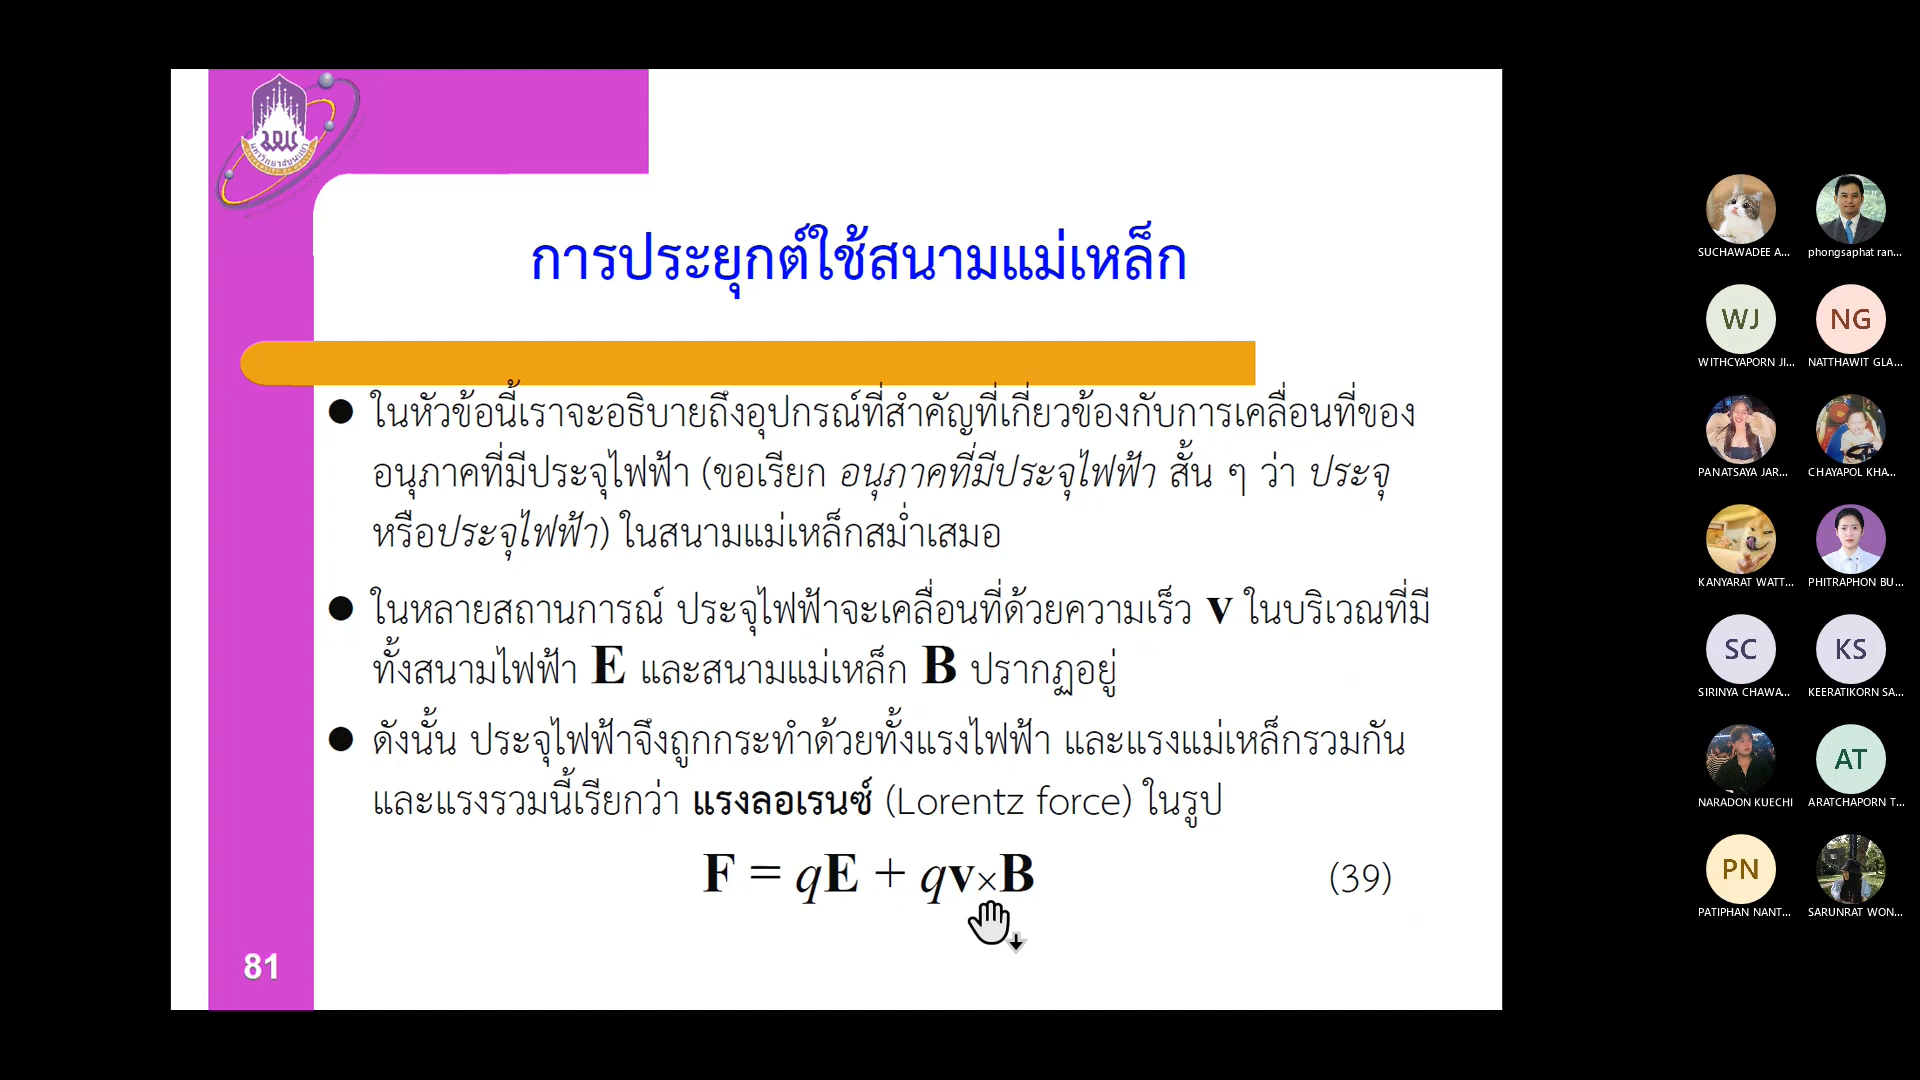 การประยุกต์ใช้สนามแม่เหล็ก
● ในหัวข้อนี้เราจะอธิบายถึงอุปกรณ์ที่สำคัญที่เกี่ยวข้องกับการเคลื่อนที่ของ
อนุภาคที่มีประจุไฟฟ้า (ขอเรียก อนุภาคที่มีประจุไฟฟ้า สั้น ๆ ว่า ประจุ
หรือประจุไฟฟ้า) ในสนามแม่เหล็กสม่ำเสมอ
● ในหลายสถานการณ์ ประจุไฟฟ้าจะเคลื่อนที่ด้วยความเร็ว v ในบริเวณที่มี
ทั้งสนามไฟฟ้า E และสนามแม่เหล็ก B ปรากฏอยู่
● ดังนั้น ประจุไฟฟ้าจึงถูกกระทำด้วยทั้งแรงไฟฟ้า และแรงแม่เหล็กรวมกัน
และแรงรวมนี้เรียกว่า แรงลอเรนซ์ (Lorentz force) ในรูป
F = qE + qv×B (39)
81
SUCHAWADEE A... phongsaphat ran...
WJ NG
WITHCYAPORN JI... NATTHAWIT GLA...
PANATSAYA JAR... CHAYAPOL KHA...
KANYARAT WATT... PHITRAPHON BU...
SC KS
SIRINYA CHAWA... KEERATIKORN SA...
AT
NARADON KUECHI ARATCHAPORN T...
PN
PATIPHAN NANT... SARUNRAT WON...